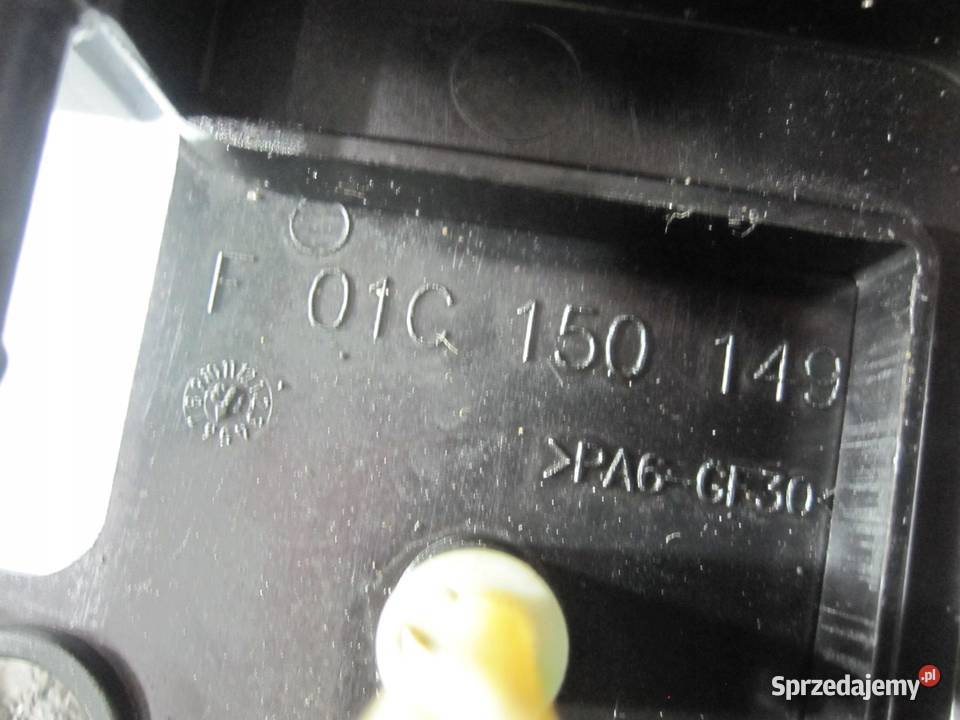 F 01C 150 149
>PA6-GF30<
Sprzedajemy.pl